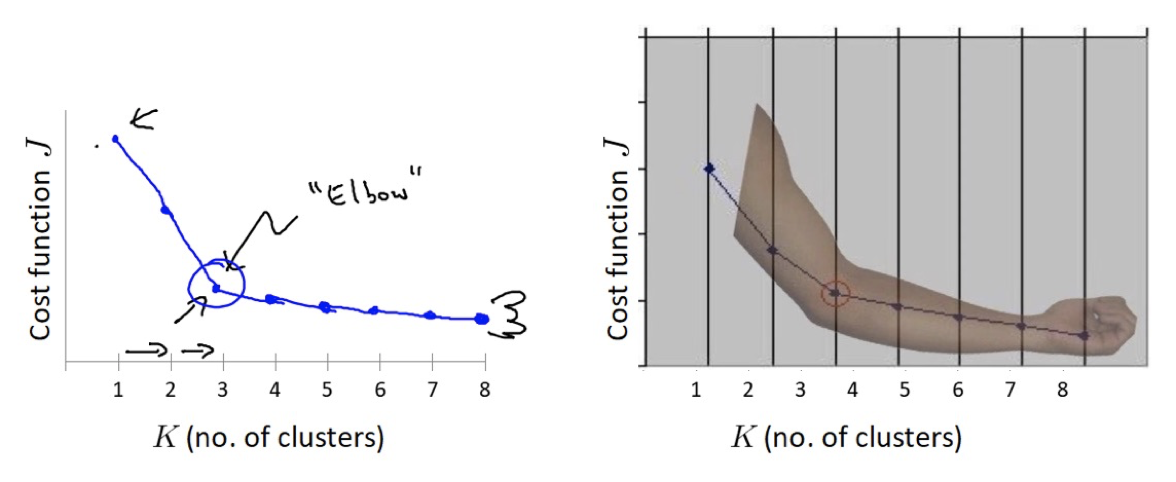 Cost function J
"Elbow"
1 2 3 4 5 6 7 8
K (no. of clusters)
Cost function J
1 2 3 4 5 6 7 8
K (no. of clusters)